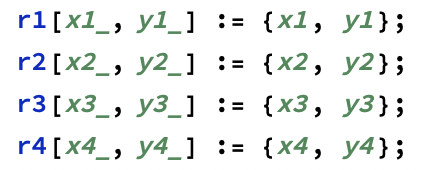 r1[x1_, y1_] := {x1, y1};
r2[x2_, y2_] := {x2, y2};
r3[x3_, y3_] := {x3, y3};
r4[x4_, y4_] := {x4, y4};